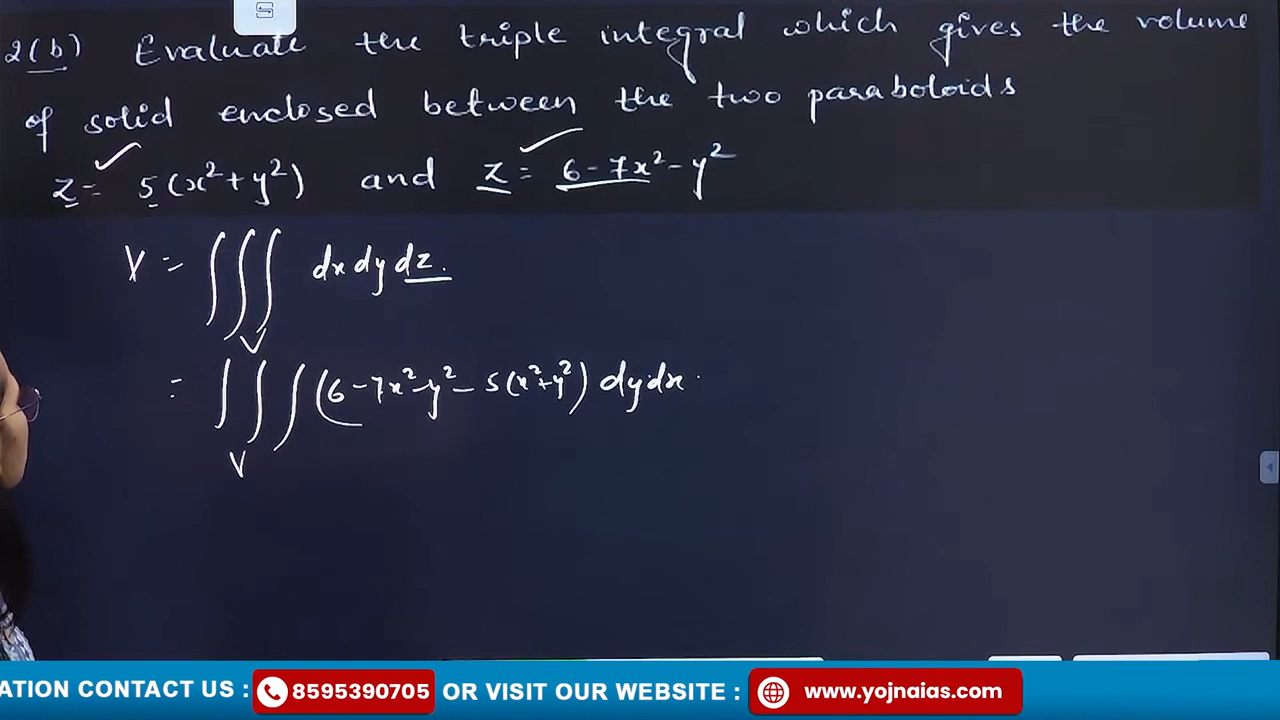 2(b) Evaluate the triple integral which gives the volume
of solid enclosed between the two paraboloids
z = 5(x²+y²) and z = 6-7x²-y²
V = ∭ dx dy dz.
V
= ∫∫∫ (6-7x²-y²-5(x²+y²) dy dx.
V
ATION CONTACT US : 8595390705 OR VISIT OUR WEBSITE : www.yojnaias.com